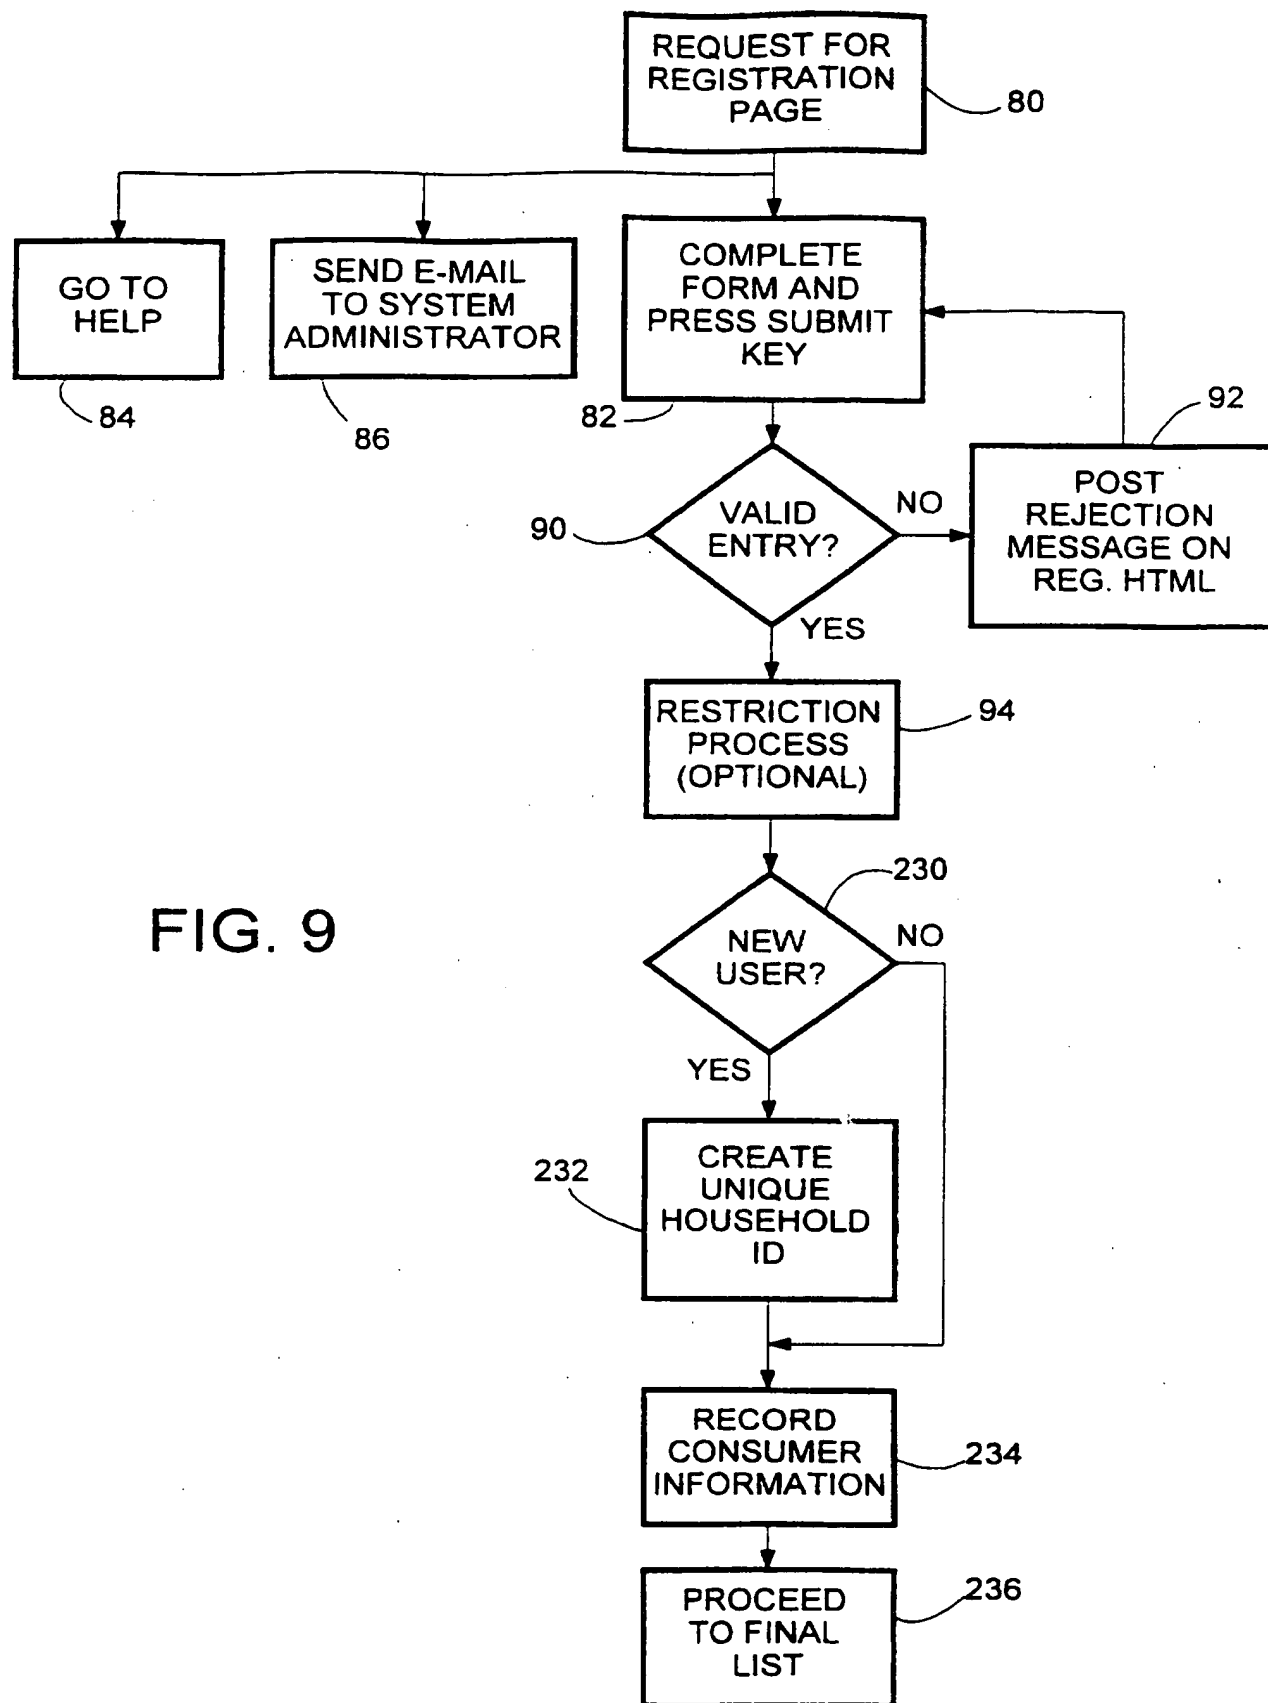 REQUEST FOR
REGISTRATION
PAGE
80
GO TO
HELP
84
SEND E-MAIL
TO SYSTEM
ADMINISTRATOR
86
COMPLETE
FORM AND
PRESS SUBMIT
KEY
82
92
POST
REJECTION
MESSAGE ON
REG. HTML
90
VALID
ENTRY?
NO
YES
RESTRICTION
PROCESS
(OPTIONAL)
94
230
NEW
USER?
NO
YES
FIG. 9
232
CREATE
UNIQUE
HOUSEHOLD
ID
RECORD
CONSUMER
INFORMATION
234
PROCEED
TO FINAL
LIST
236